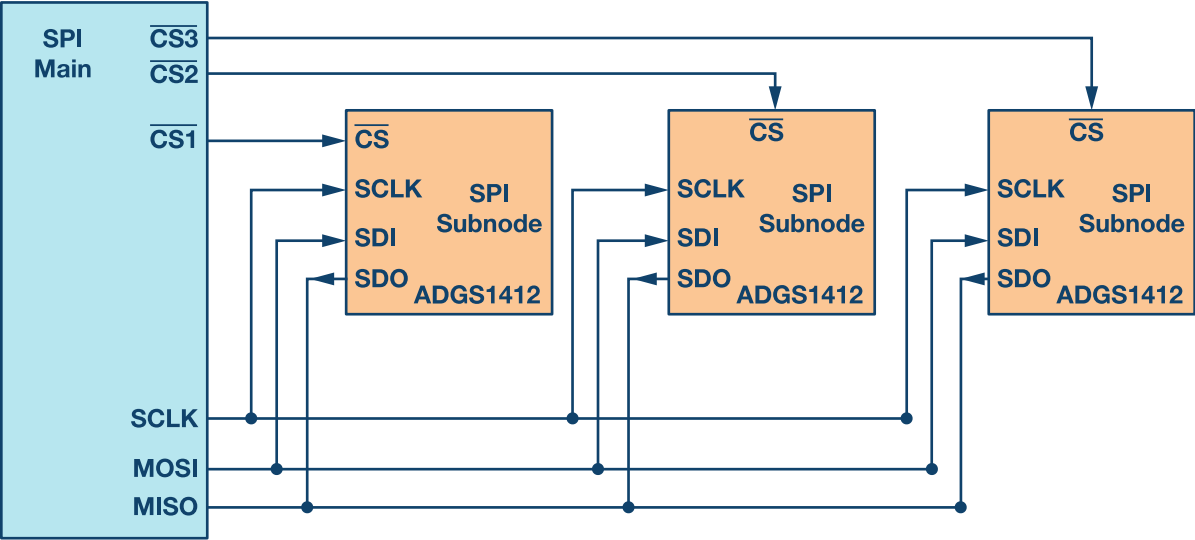 SPI
Main
CS3
CS2
CS1
SCLK
MOSI
MISO
CS
SCLK
SDI
SDO
SPI
Subnode
ADGS1412
CS
SCLK
SDI
SDO
SPI
Subnode
ADGS1412
CS
SCLK
SDI
SDO
SPI
Subnode
ADGS1412